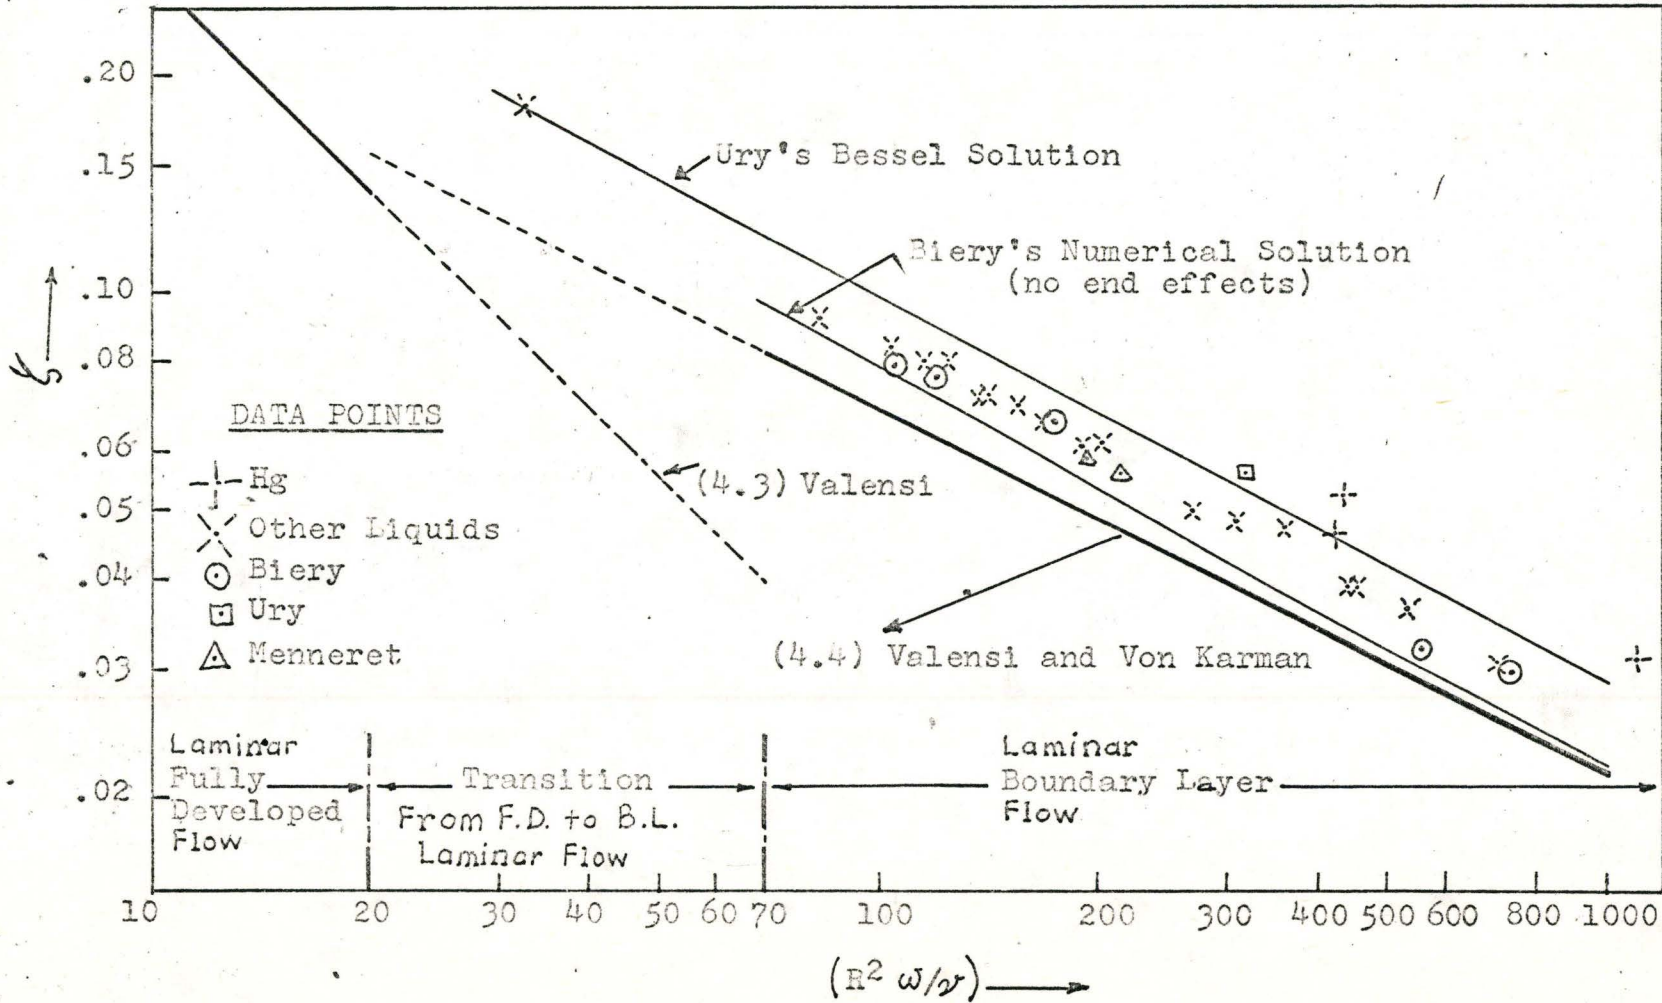 .20
.15
.10
.08
.06
.05
.04
.03
.02
ζ
Ury's Bessel Solution
Biery's Numerical Solution
(no end effects)
(4.3) Valensi
(4.4) Valensi and Von Karman
DATA POINTS
Hg
Other Liquids
Biery
Ury
Menneret
Laminar
Fully
Developed
Flow
Transition
From F.D. to B.L.
Laminar Flow
Laminar
Boundary Layer
Flow
10 20 30 40 50 60 70 100 200 300 400 500 600 800 1000
(R² ω/ν)